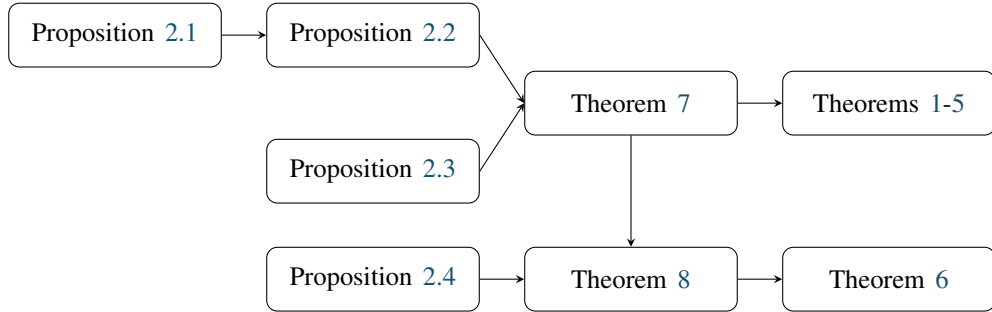 Proposition 2.1
Proposition 2.2
Theorem 7
Theorems 1-5
Proposition 2.3
Proposition 2.4
Theorem 8
Theorem 6